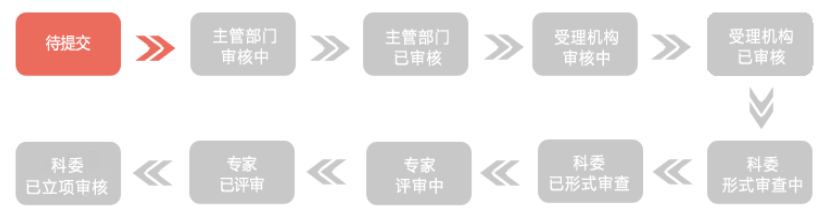 待提交
主管部门
审核中
主管部门
已审核
受理机构
审核中
受理机构
已审核
科委
形式审查中
科委
已形式审查
专家
评审中
专家
已评审
科委
已立项审核